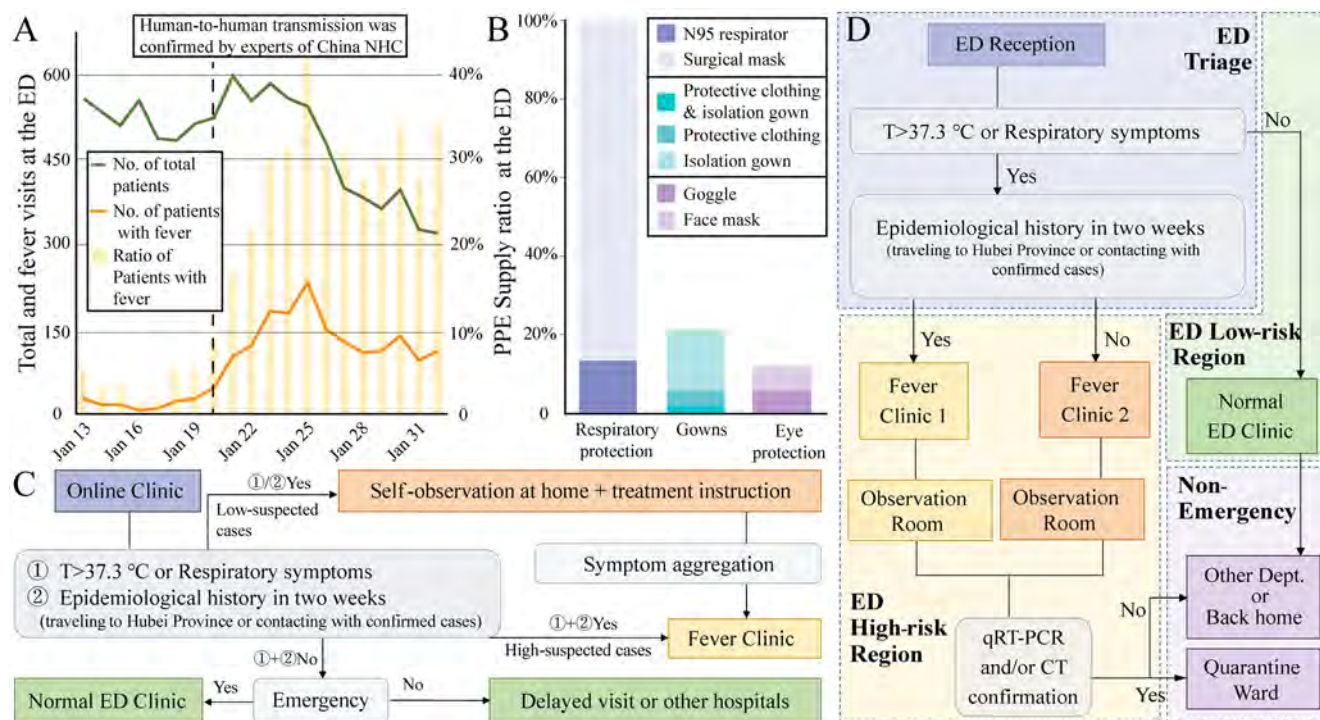 A
Human-to-human transmission was
confirmed by experts of China NHC
Total and fever visits at the ED
600
450
300
150
0
40%
30%
20%
10%
0
No. of total
patients
No. of patients
with fever
Ratio of
Patients with
fever
Jan 13
Jan 16
Jan 19
Jan 22
Jan 25
Jan 28
Jan 31
B
PPE Supply ratio at the ED
100%
80%
60%
40%
20%
0
N95 respirator
Surgical mask
Protective clothing
& isolation gown
Protective clothing
Isolation gown
Goggle
Face mask
100%
80%
60%
40%
20%
0
Respiratory
protection
Gowns
Eye
protection
C
Online Clinic
①/②Yes
Low-suspected
cases
Self-observation at home + treatment instruction
① T>37.3 °C or Respiratory symptoms
② Epidemiological history in two weeks
(traveling to Hubei Province or contacting with confirmed cases)
Symptom aggregation
①+②Yes
High-suspected cases
Fever Clinic
①+②No
Normal ED Clinic
Yes
Emergency
No
Delayed visit or other hospitals
D
ED Reception
ED
Triage
T>37.3 °C or Respiratory symptoms
No
Yes
Epidemiological history in two weeks
(traveling to Hubei Province or contacting with
confirmed cases)
Yes
No
ED Low-risk
Region
Fever
Clinic 1
Fever
Clinic 2
Normal
ED Clinic
Observation
Room
Observation
Room
Non-
Emergency
ED
High-risk
Region
qRT-PCR
and/or CT
confirmation
No
Yes
Other Dept.
or
Back home
Quarantine
Ward